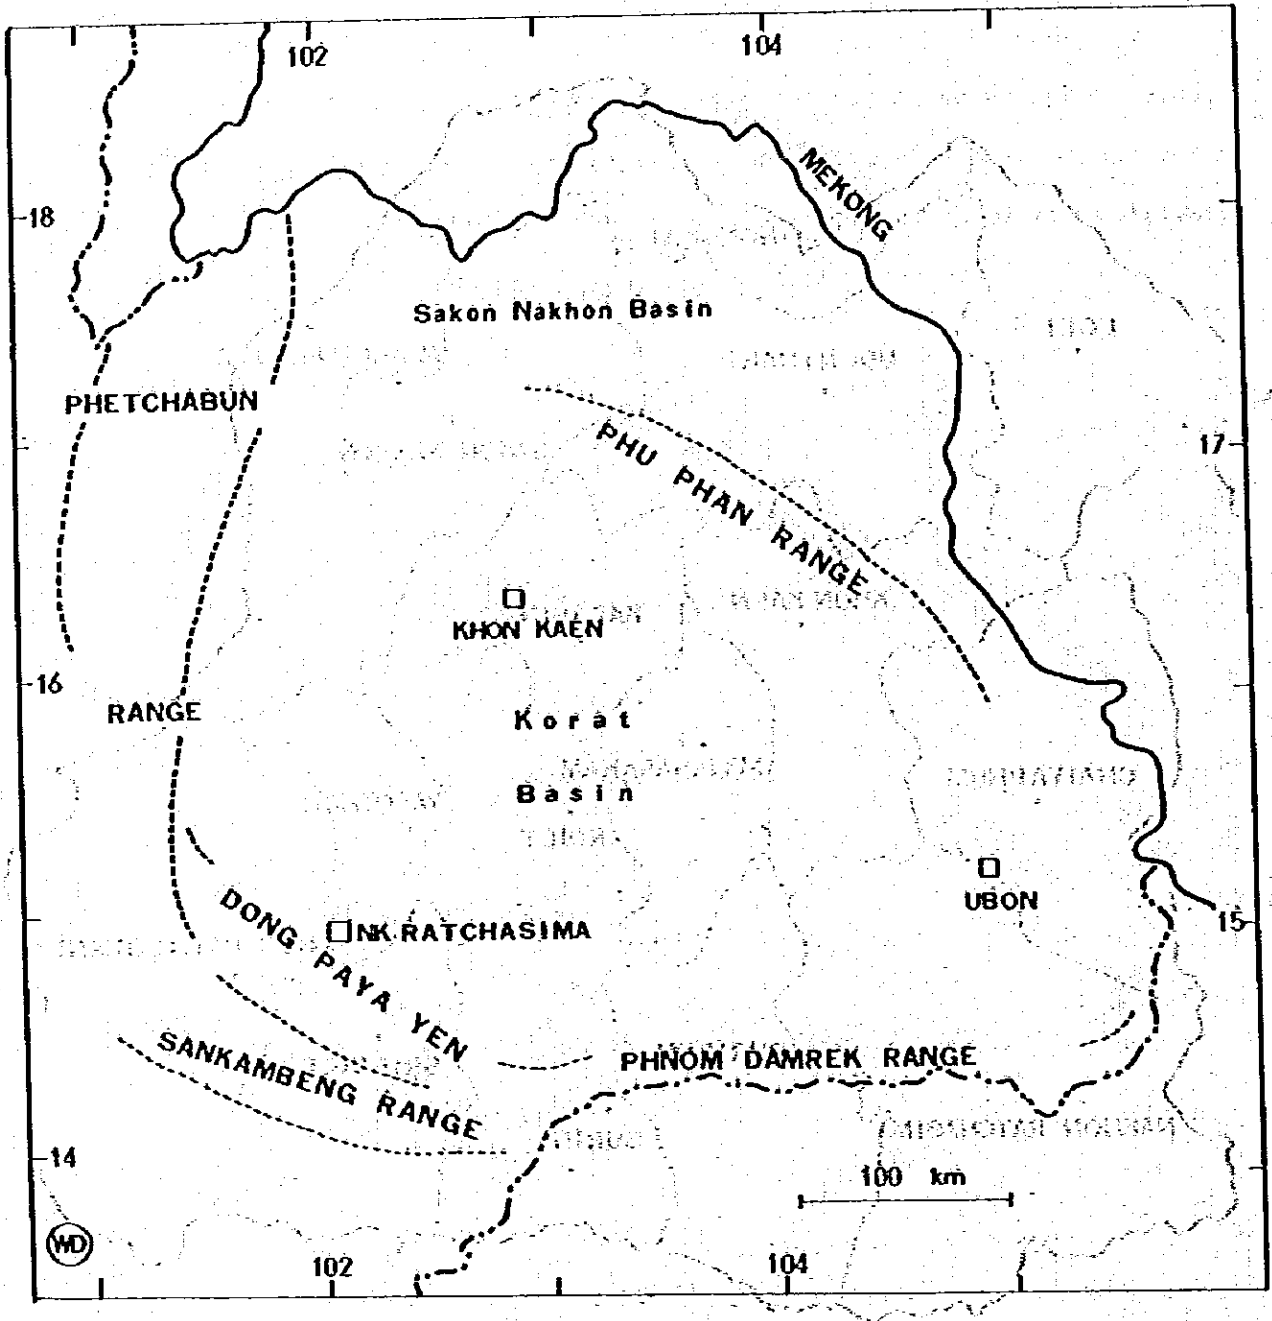 102
104
MEKONG
18
Sakon Nakhon Basin
PHETCHABUN
PHU PHAN RANGE
17
KHON KAEN
16
RANGE
Korat
Basin
UBON
DONG PAYA YEN
NK.RATCHASIMA
15
SANKAMBENG RANGE
PHNOM DAMREK RANGE
14
100 km
WD
102
104